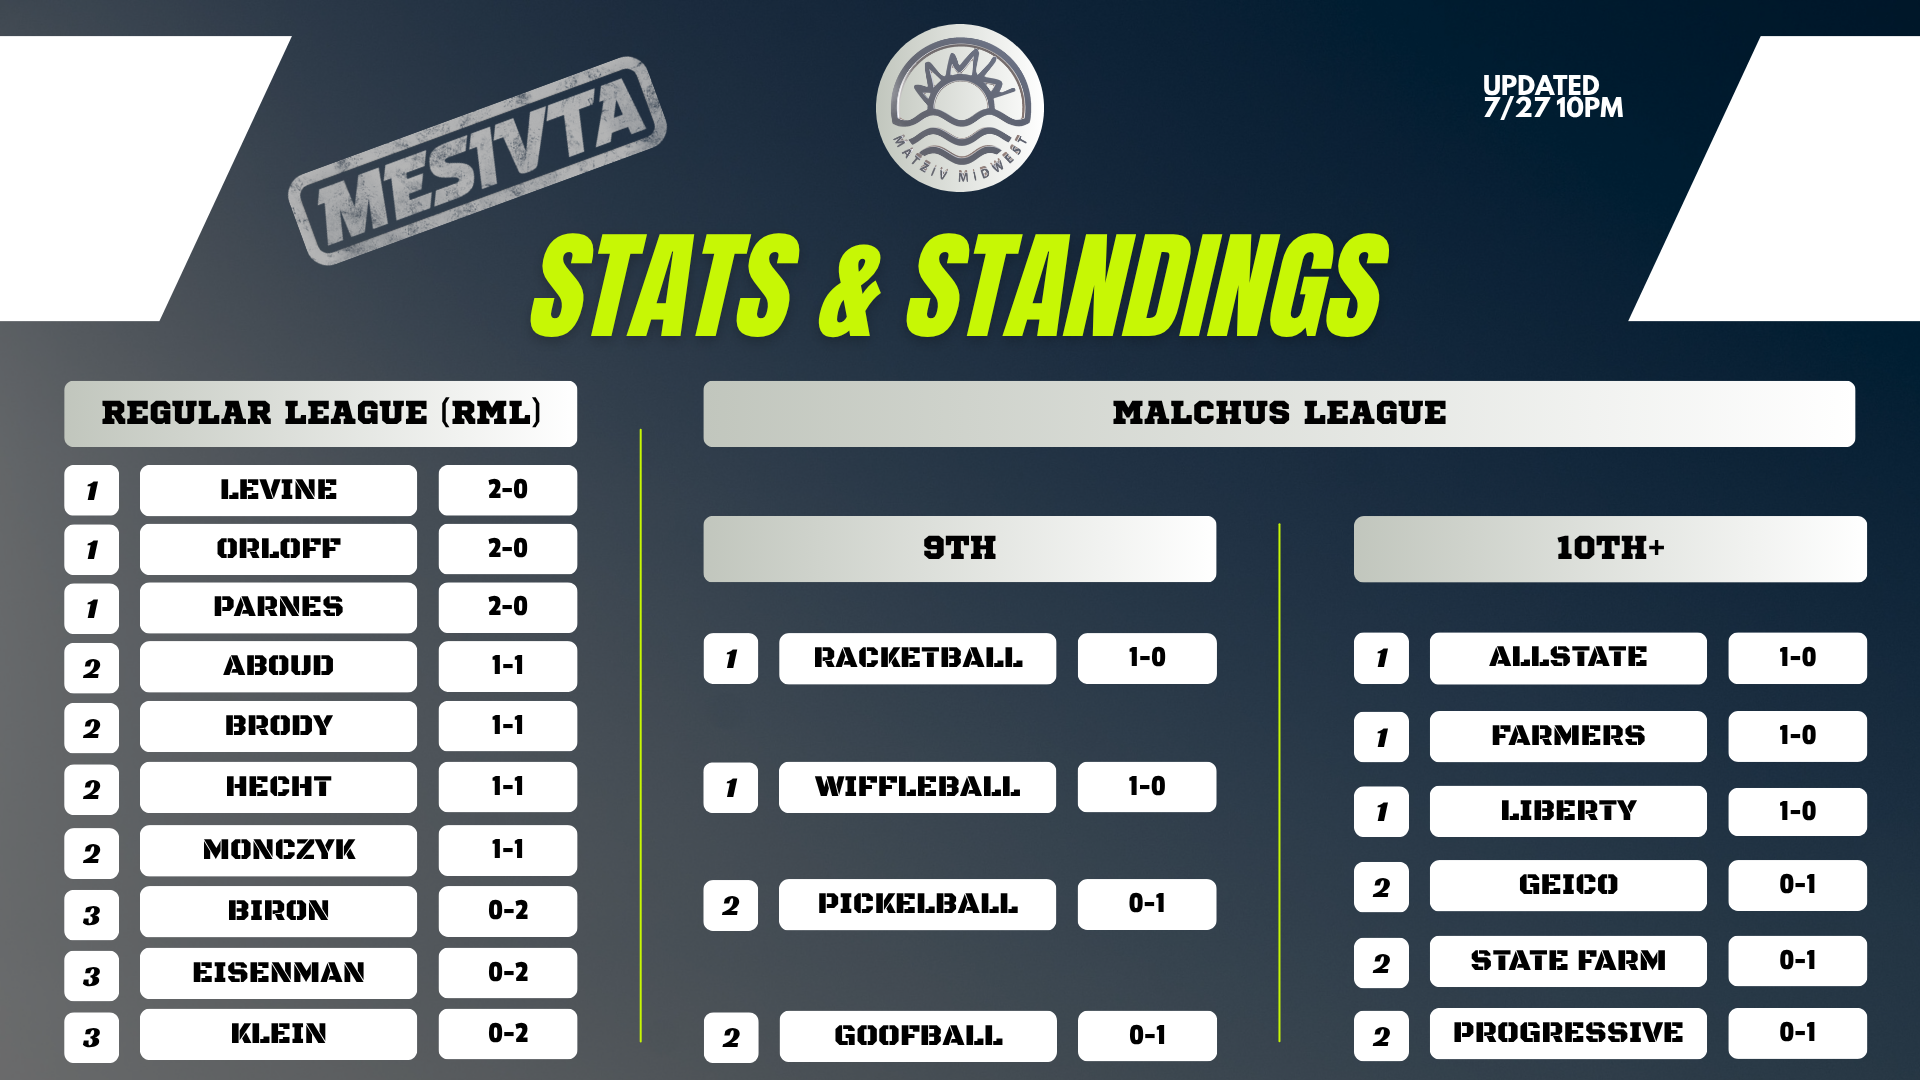 MESIVTA
MATZIV MIDWEST
UPDATED
7/27 10PM
STATS & STANDINGS
REGULAR LEAGUE (RML)
1 LEVINE 2-0
1 ORLOFF 2-0
1 PARNES 2-0
2 ABOUD 1-1
2 BRODY 1-1
2 HECHT 1-1
2 MONCZYK 1-1
3 BIRON 0-2
3 EISENMAN 0-2
3 KLEIN 0-2
MALCHUS LEAGUE
9TH
1 RACKETBALL 1-0
1 WIFFLEBALL 1-0
2 PICKELBALL 0-1
2 GOOFBALL 0-1
10TH+
1 ALLSTATE 1-0
1 FARMERS 1-0
1 LIBERTY 1-0
2 GEICO 0-1
2 STATE FARM 0-1
2 PROGRESSIVE 0-1